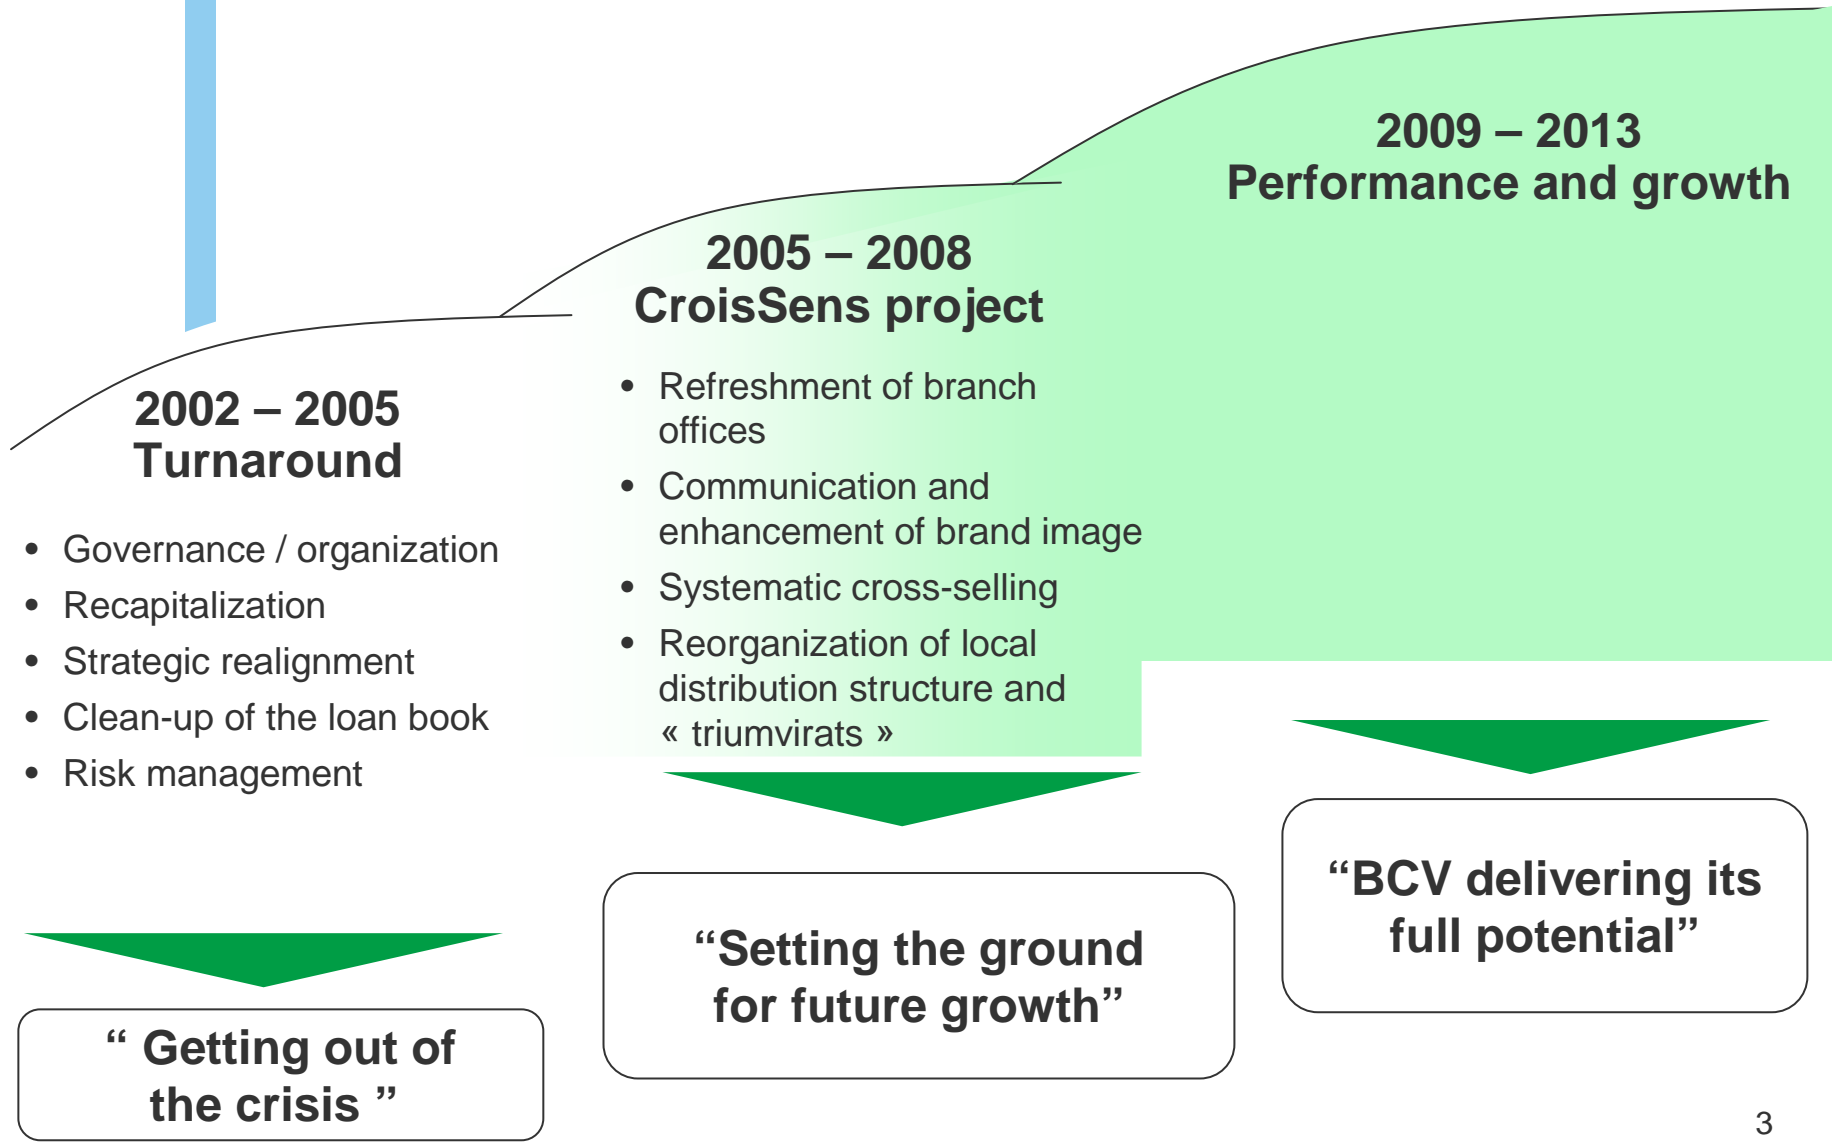 2002 – 2005
Turnaround
• Governance / organization
• Recapitalization
• Strategic realignment
• Clean-up of the loan book
• Risk management
“ Getting out of
the crisis ”
2005 – 2008
CroisSens project
• Refreshment of branch
offices
• Communication and
enhancement of brand image
• Systematic cross-selling
• Reorganization of local
distribution structure and
« triumvirats »
“Setting the ground
for future growth”
2009 – 2013
Performance and growth
“BCV delivering its
full potential”
3